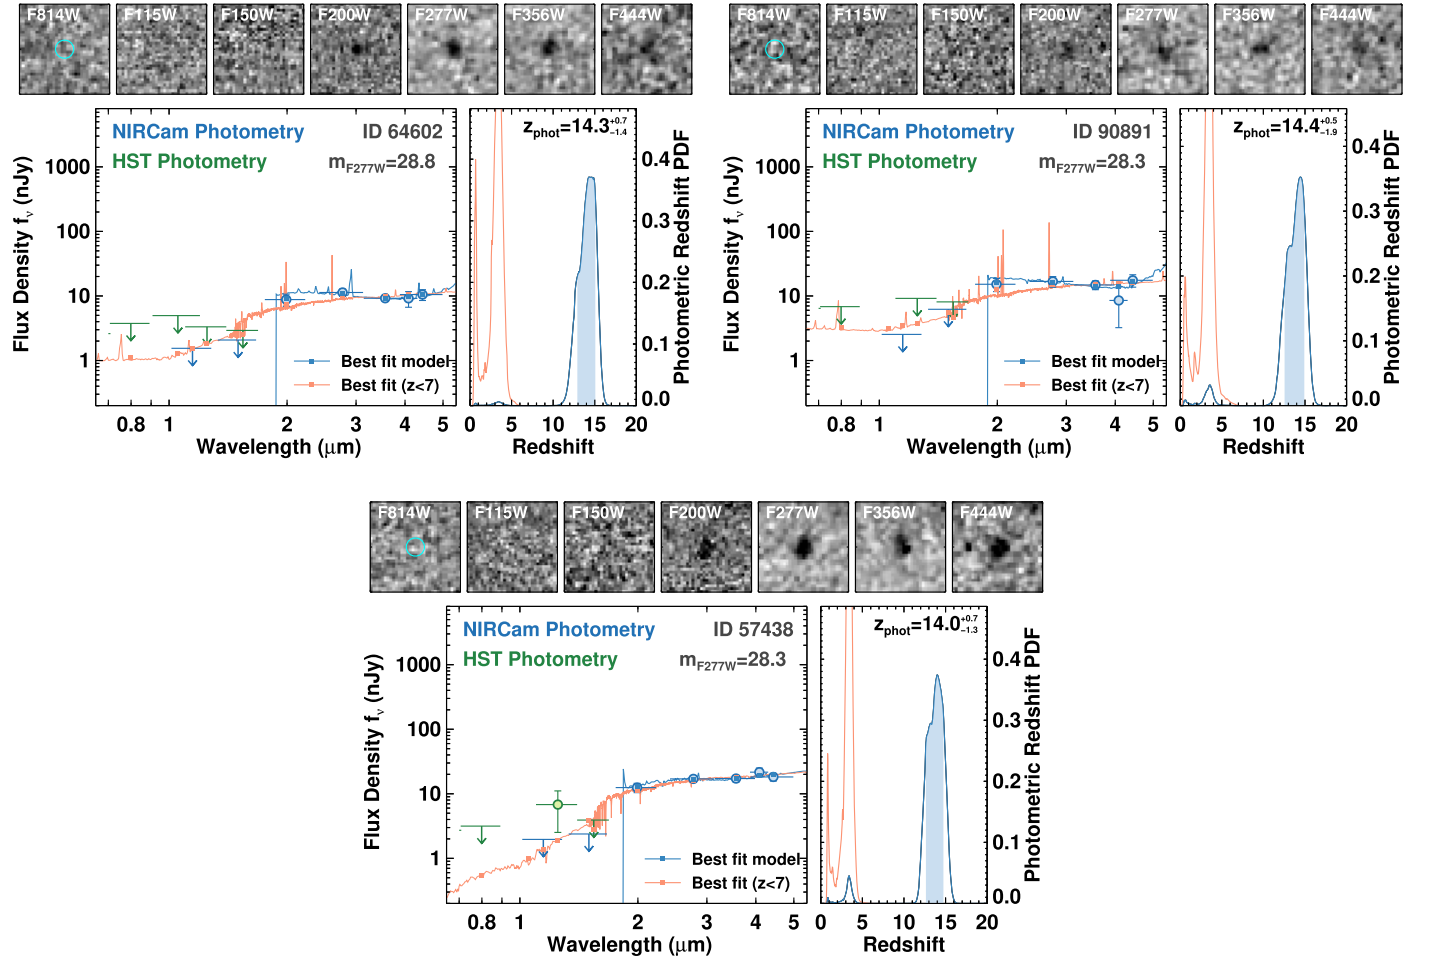 F814W F115W F150W F200W F277W F356W F444W
NIRCam Photometry ID 64602
HST Photometry m_F277W=28.8
z_phot=14.3 +0.7 −1.4
Flux Density fν (nJy)
1000
100
10
1
Best fit model
Best fit (z<7)
0.8 1 2 3 4 5
Wavelength (μm)
0.4
0.3
0.2
0.1
0.0
Photometric Redshift PDF
0 5 10 15 20
Redshift
F814W F115W F150W F200W F277W F356W F444W
NIRCam Photometry ID 90891
HST Photometry m_F277W=28.3
z_phot=14.4 +0.5 −1.9
Flux Density fν (nJy)
1000
100
10
1
Best fit model
Best fit (z<7)
0.8 1 2 3 4 5
Wavelength (μm)
0.4
0.3
0.2
0.1
0.0
Photometric Redshift PDF
0 5 10 15 20
Redshift
F814W F115W F150W F200W F277W F356W F444W
NIRCam Photometry ID 57438
HST Photometry m_F277W=28.3
z_phot=14.0 +0.7 −1.3
Flux Density fν (nJy)
1000
100
10
1
Best fit model
Best fit (z<7)
0.8 1 2 3 4 5
Wavelength (μm)
0.4
0.3
0.2
0.1
0.0
Photometric Redshift PDF
0 5 10 15 20
Redshift